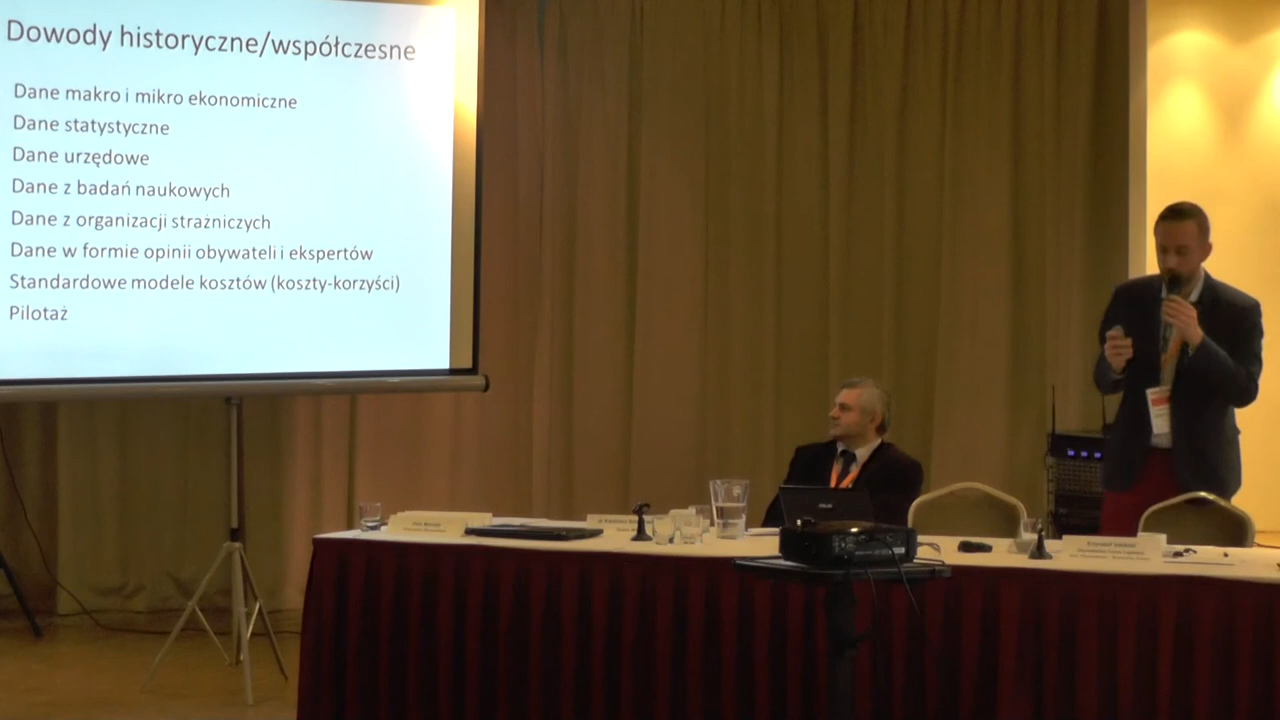 Dowody historyczne/współczesne
Dane makro i mikro ekonomiczne
Dane statystyczne
Dane urzędowe
Dane z badań naukowych
Dane z organizacji strażniczych
Dane w formie opinii obywateli i ekspertów
Standardowe modele kosztów (koszty-korzyści)
Pilotaż
Krzysztof